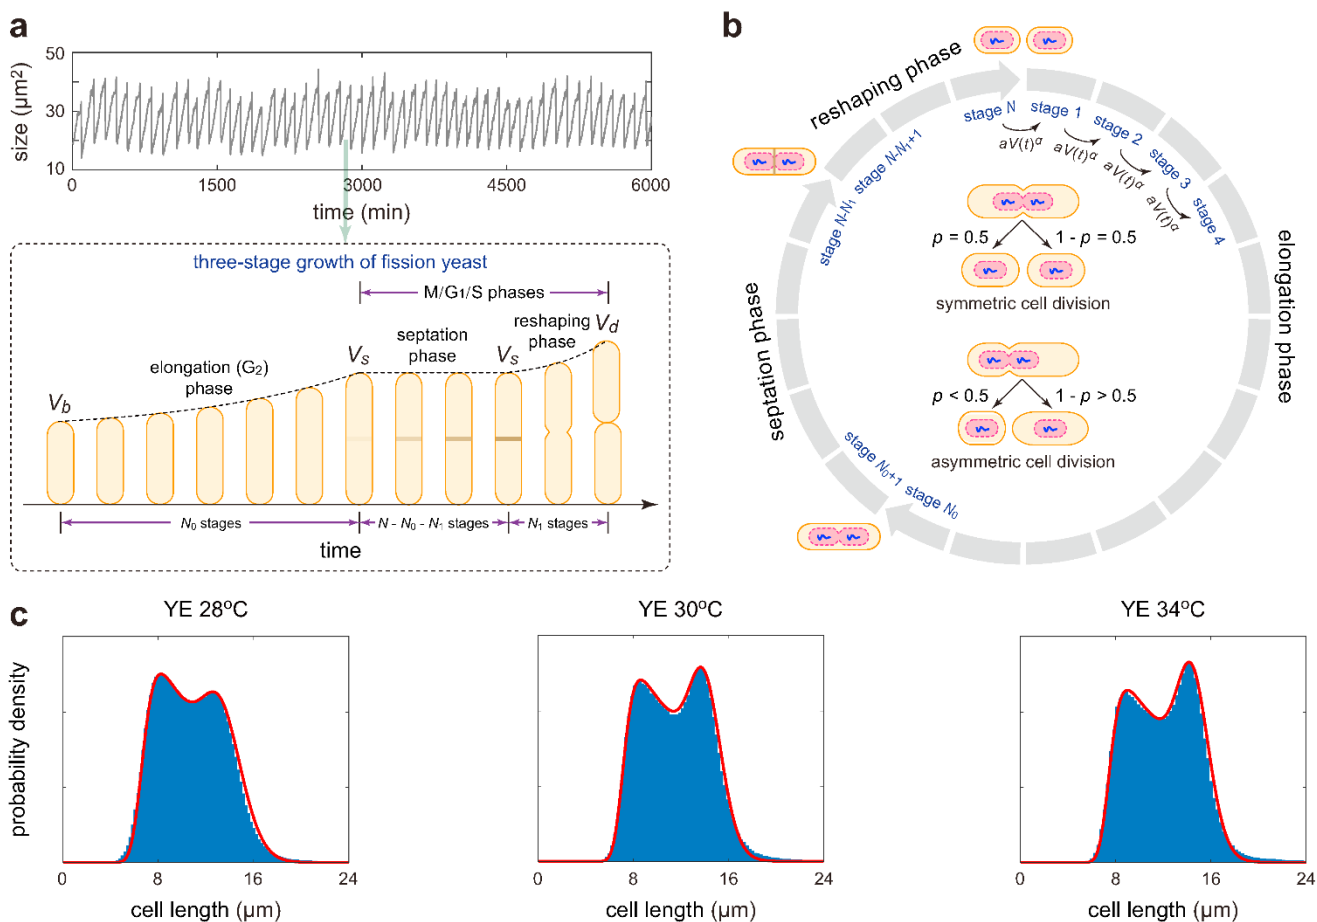 a
size (µm²)
50
30
10
0
1500
3000
4500
6000
time (min)
three-stage growth of fission yeast
M/G1/S phases
reshaping
phase
Vd
Vs
septation
phase
Vs
elongation (G2)
phase
Vb
N0 stages
N - N0 - N1 stages
N1 stages
time
b
reshaping phase
elongation phase
septation phase
stage N
stage 1
stage 2
stage 3
stage 4
aV(t)α
aV(t)α
aV(t)α
aV(t)α
stage N-N1+1
stage N-N1
stage N0+1
stage N0
p = 0.5
1 - p = 0.5
symmetric cell division
p < 0.5
1 - p > 0.5
asymmetric cell division
c
probability density
YE 28ºC
0
8
16
24
cell length (µm)
YE 30ºC
0
8
16
24
cell length (µm)
YE 34ºC
0
8
16
24
cell length (µm)